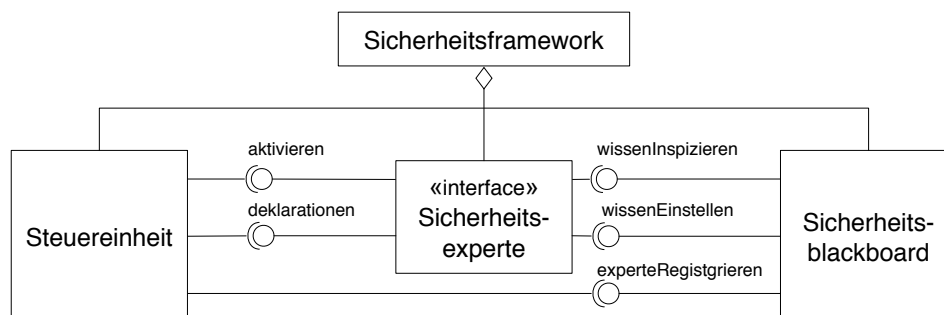 Sicherheitsframework
aktivieren
wissenInspizieren
«interface»
Sicherheits-
experte
deklarationen
wissenEinstellen
Steuereinheit
Sicherheits-
blackboard
experteRegistgrieren